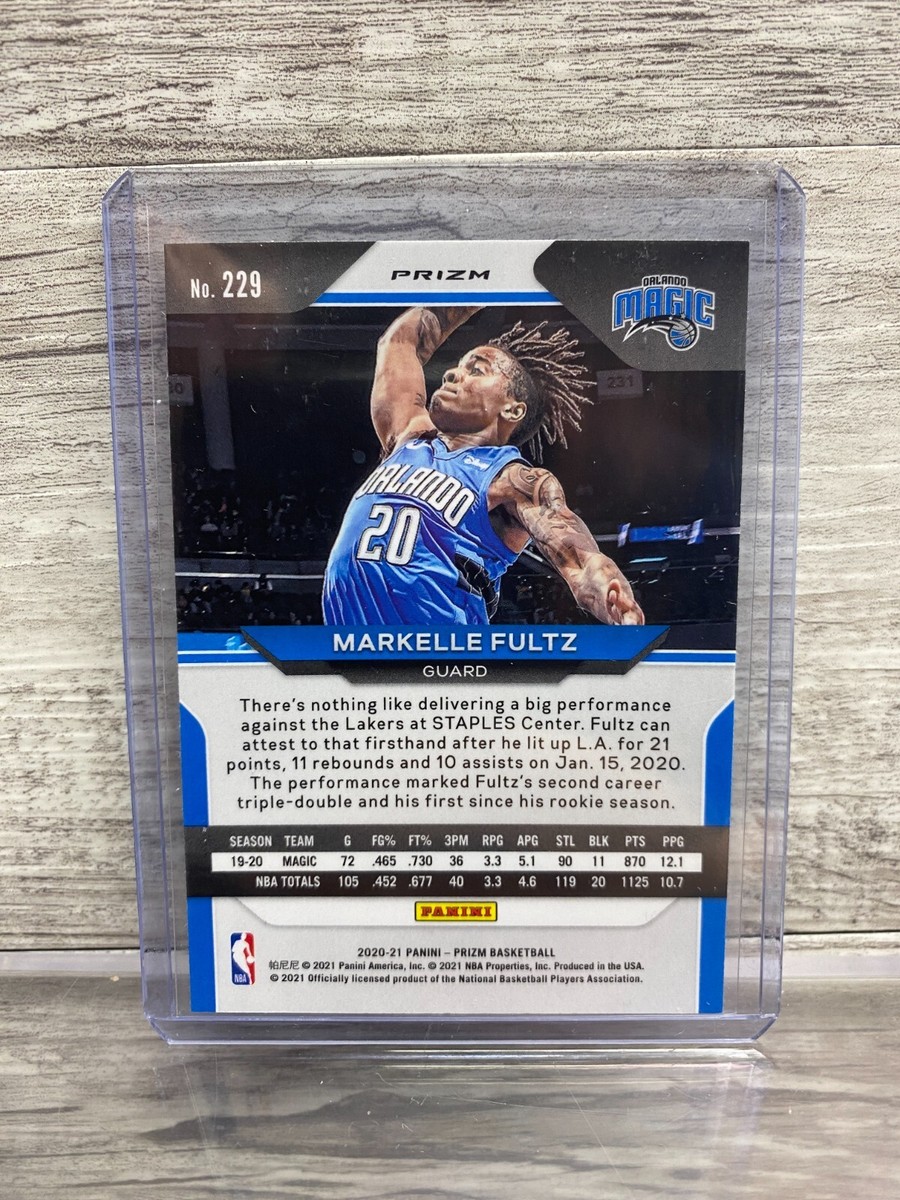 No. 229
PRIZM
ORLANDO
MAGIC
231
Disney
ORLANDO
20
MARKELLE FULTZ
GUARD
There's nothing like delivering a big performance
against the Lakers at STAPLES Center. Fultz can
attest to that firsthand after he lit up L.A. for 21
points, 11 rebounds and 10 assists on Jan. 15, 2020.
The performance marked Fultz's second career
triple-double and his first since his rookie season.
SEASON TEAM G FG% FT% 3PM RPG APG STL BLK PTS PPG
19-20 MAGIC 72 .465 .730 36 3.3 5.1 90 11 870 12.1
NBA TOTALS 105 .452 .677 40 3.3 4.6 119 20 1125 10.7
PANINI
2020-21 PANINI – PRIZM BASKETBALL
帕尼尼 © 2021 Panini America, Inc. © 2021 NBA Properties, Inc. Produced in the USA.
© 2021 Officially licensed product of the National Basketball Players Association.
NBA